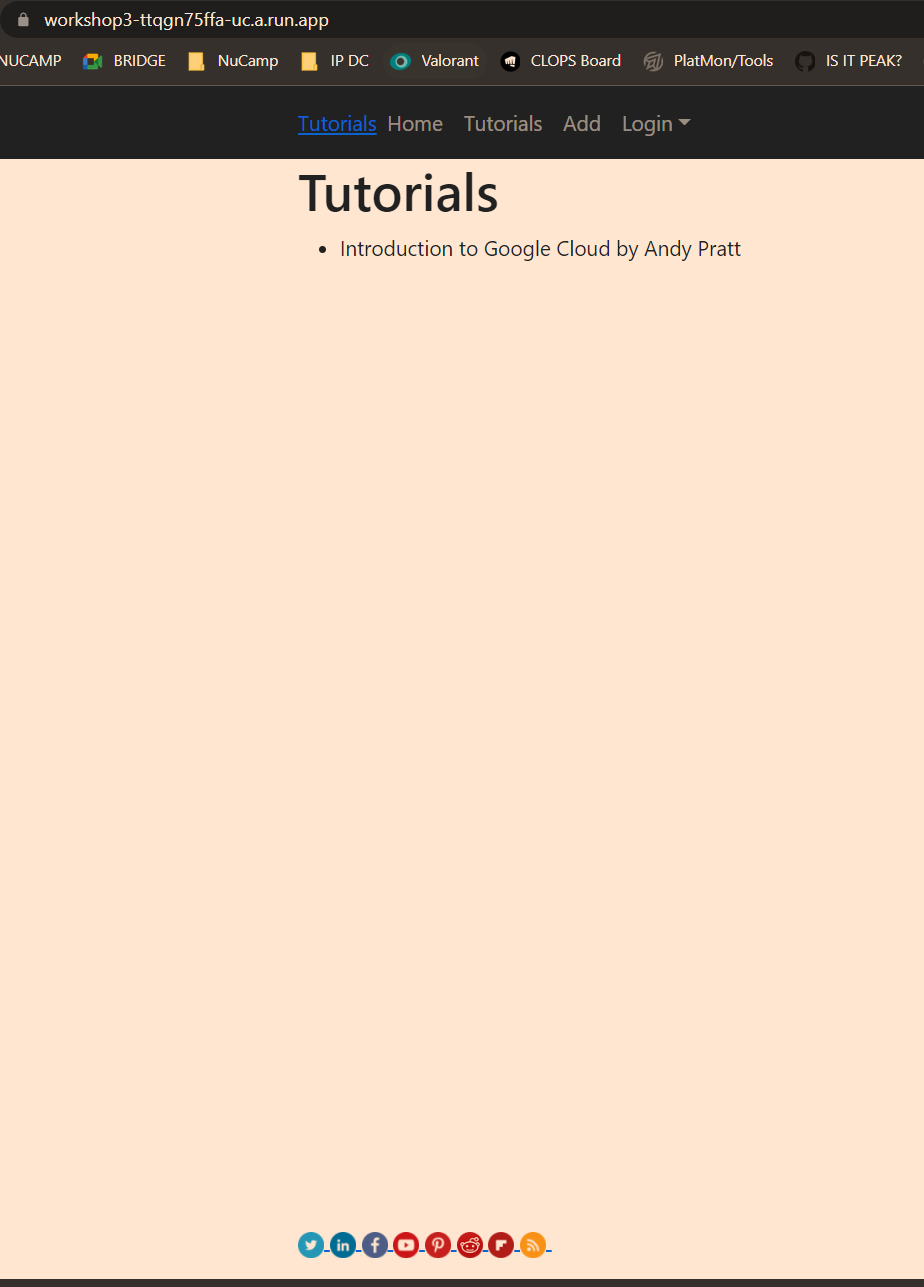 workshop3-ttqgn75ffa-uc.a.run.app
NUCAMP BRIDGE NuCamp IP DC Valorant CLOPS Board PlatMon/Tools IS IT PEAK?
Tutorials Home Tutorials Add Login
Tutorials
• Introduction to Google Cloud by Andy Pratt
in f